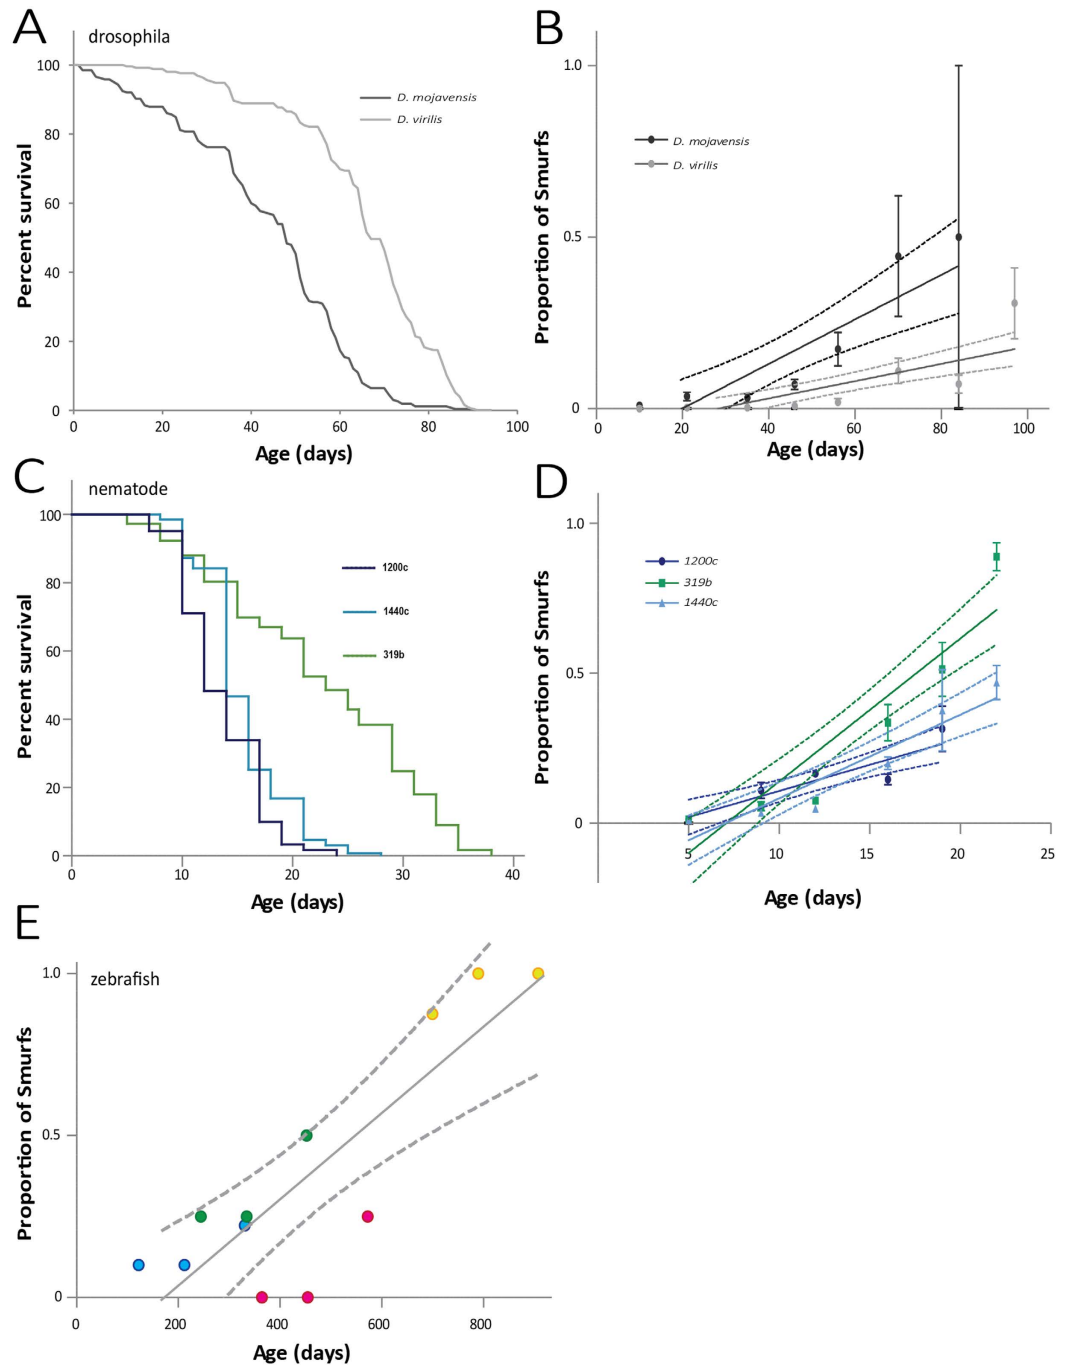 A
drosophila
100
80
60
40
20
0
0
20
40
60
80
100
Percent survival
Age (days)
D. mojavensis
D. virilis
B
1.0
0.5
0
0
20
40
60
80
100
Proportion of Smurfs
Age (days)
D. mojavensis
D. virilis
C
nematode
100
80
60
40
20
0
0
10
20
30
40
Percent survival
Age (days)
1200c
1440c
319b
D
1.0
0.5
0
5
10
15
20
25
Proportion of Smurfs
Age (days)
1200c
319b
1440c
E
zebrafish
1.0
0.5
0
0
200
400
600
800
Proportion of Smurfs
Age (days)